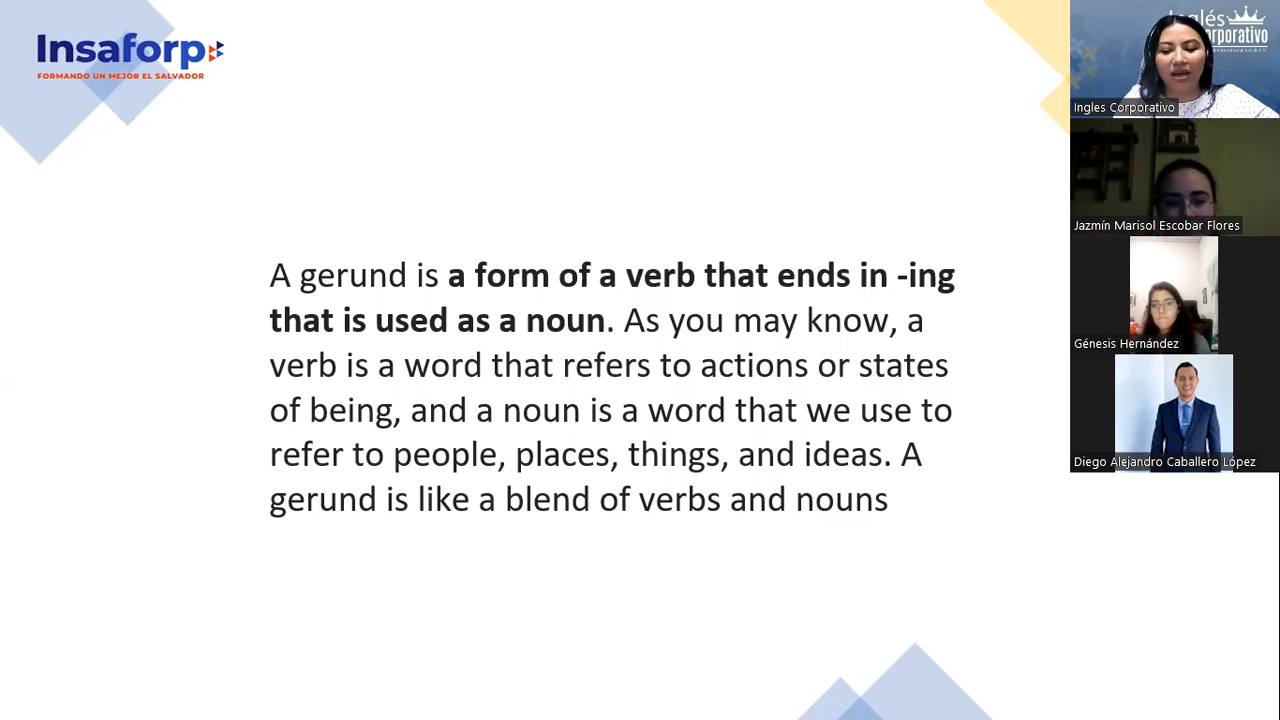 Insaforp
FORMANDO UN MEJOR EL SALVADOR
A gerund is a form of a verb that ends in -ing
that is used as a noun. As you may know, a
verb is a word that refers to actions or states
of being, and a noun is a word that we use to
refer to people, places, things, and ideas. A
gerund is like a blend of verbs and nouns
Inglés
orporativo
Ingles Corporativo
Jazmín Marisol Escobar Flores
Génesis Hernández
Diego Alejandro Caballero López